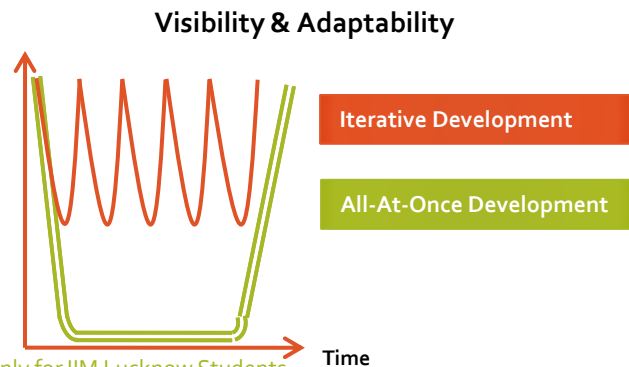 Visibility & Adaptability
Iterative Development
All-At-Once Development
Time
nly for IIM Lucknow Students